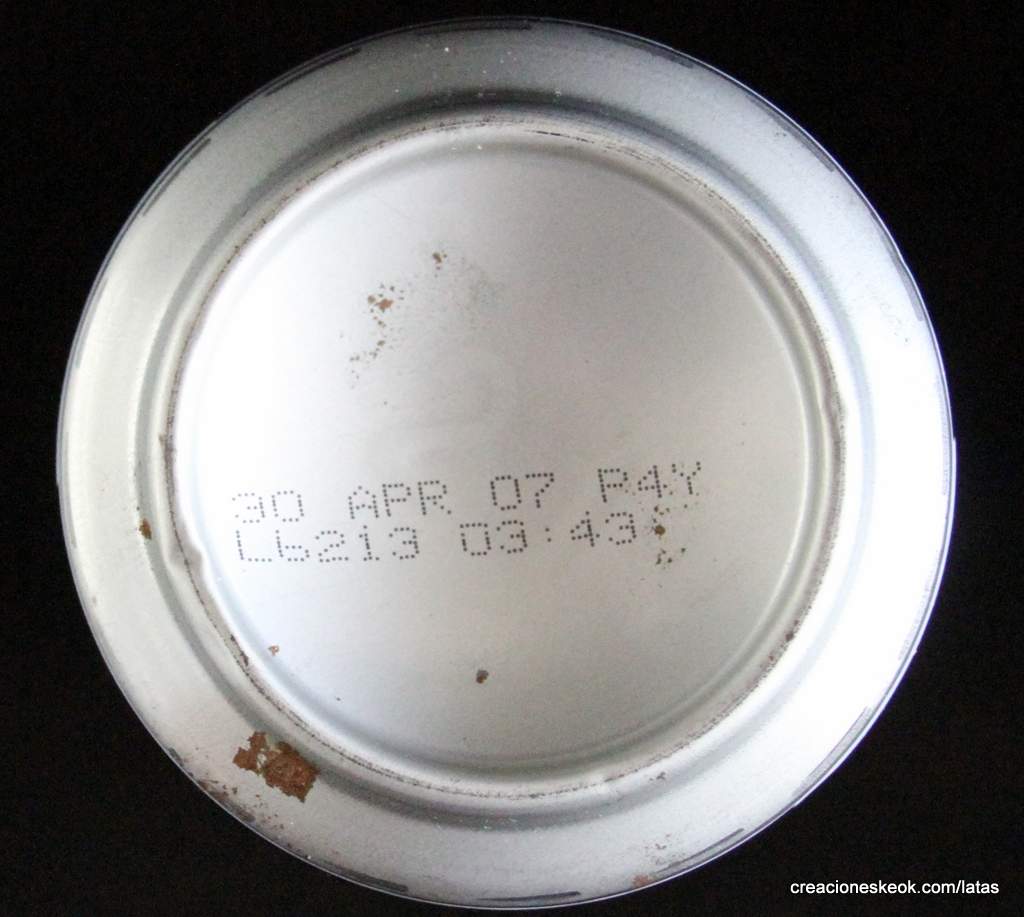 30 APR 07 P4Y
L6213 03:43
creacioneskeok.com/latas